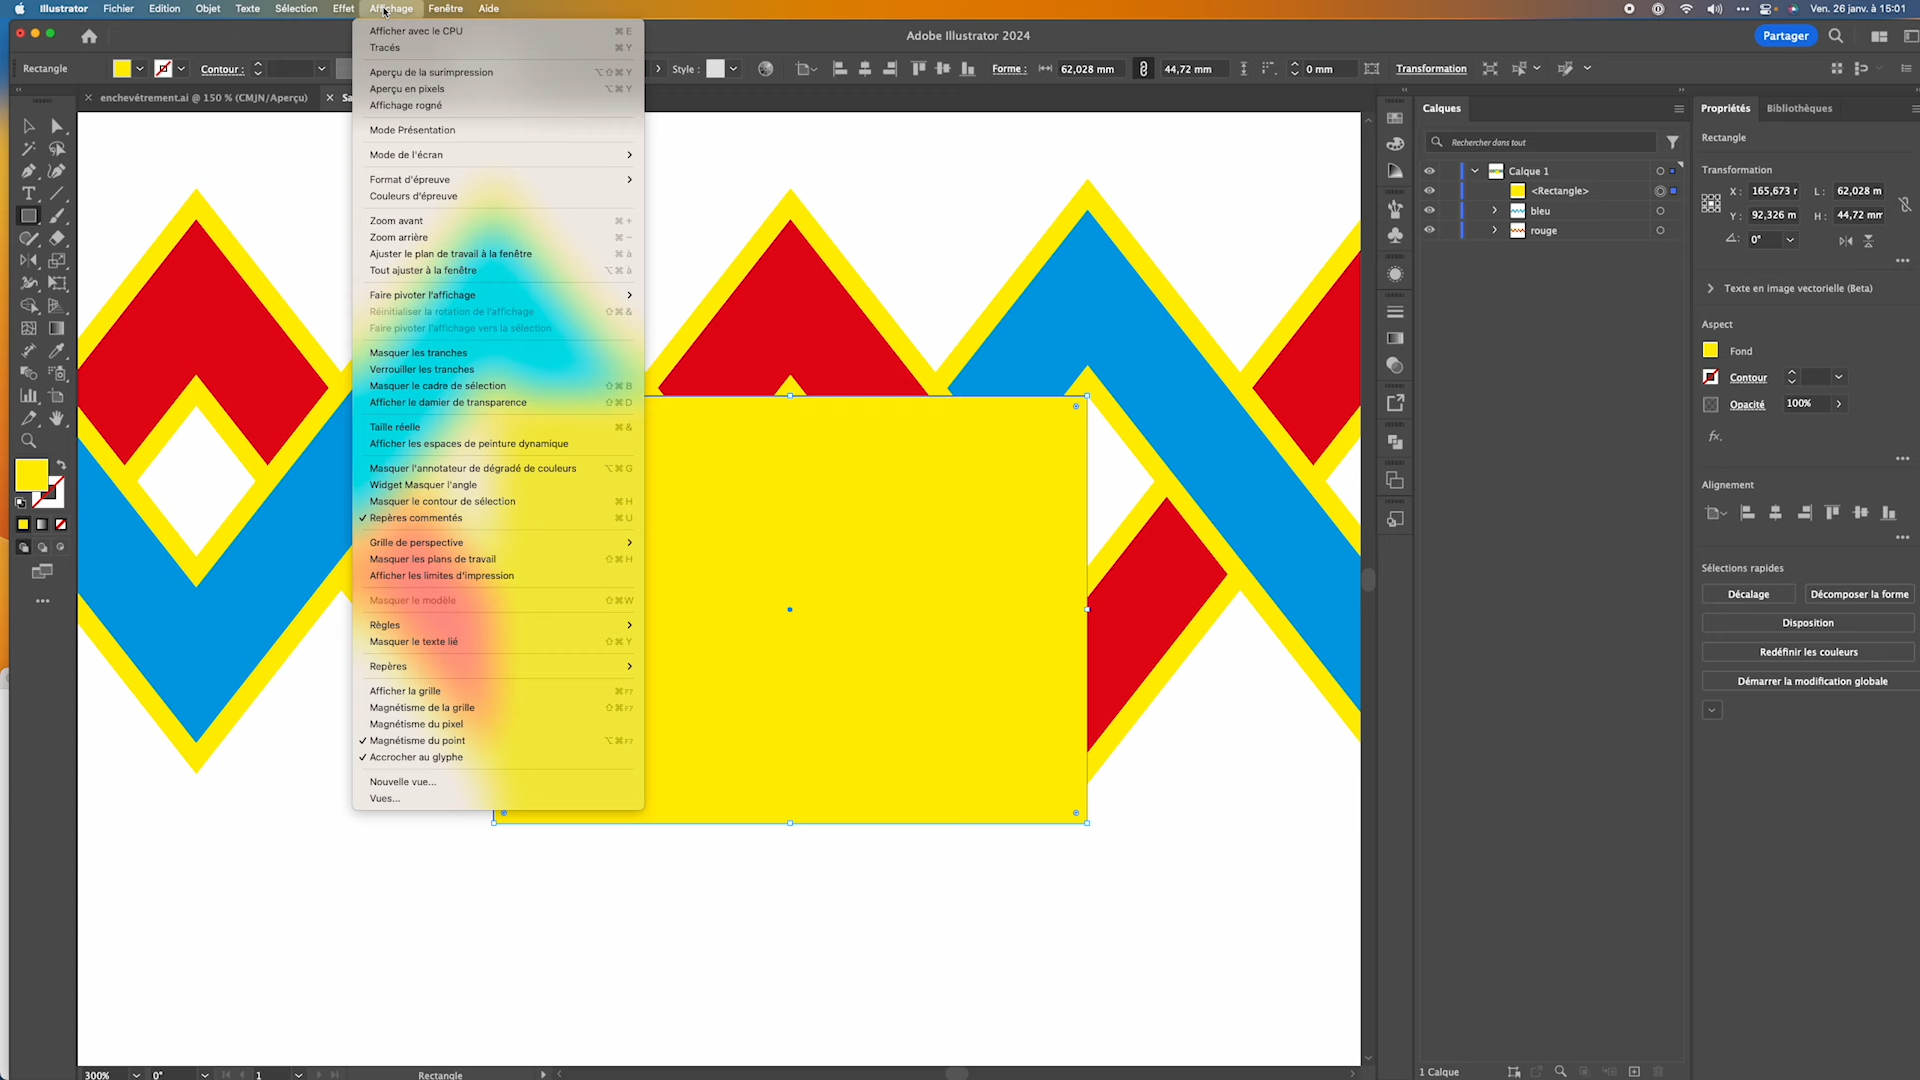 Illustrator Fichier Edition Objet Texte Sélection Effet Affichage Fenêtre Aide
Ven. 26 janv. à 15:01
Adobe Illustrator 2024
Partager
Rectangle
Contour :
Style :
Forme :
62,028 mm
44,72 mm
0 mm
Transformation
enchevêtrement.ai @ 150 % (CMJN/Aperçu)
Sa
Afficher avec le CPU ⌘ E
Tracés ⌘ Y
Aperçu de la surimpression ⌥⇧⌘ Y
Aperçu en pixels ⌥⌘ Y
Affichage rogné
Mode Présentation
Mode de l'écran
Format d'épreuve
Couleurs d'épreuve
Zoom avant ⌘ +
Zoom arrière ⌘ −
Ajuster le plan de travail à la fenêtre ⌘ à
Tout ajuster à la fenêtre ⌥⌘ à
Faire pivoter l'affichage
Réinitialiser la rotation de l'affichage ⇧⌘ &
Faire pivoter l'affichage vers la sélection
Masquer les tranches
Verrouiller les tranches
Masquer le cadre de sélection ⇧⌘ B
Afficher le damier de transparence ⇧⌘ D
Taille réelle ⌘ &
Afficher les espaces de peinture dynamique
Masquer l'annotateur de dégradé de couleurs ⌥⌘ G
Widget Masquer l'angle
Masquer le contour de sélection ⌘ H
✓ Repères commentés ⌘ U
Grille de perspective
Masquer les plans de travail ⇧⌘ H
Afficher les limites d'impression
Masquer le modèle ⇧⌘ W
Règles
Masquer le texte lié ⇧⌘ Y
Repères
Afficher la grille ⌘ F7
Magnétisme de la grille ⇧⌘ F7
Magnétisme du pixel
✓ Magnétisme du point ⌥⌘ F7
✓ Accrocher au glyphe
Nouvelle vue...
Vues...
Calques
Rechercher dans tout
Calque 1
<Rectangle>
bleu
rouge
1 Calque
Propriétés Bibliothèques
Rectangle
Transformation
X : 165,673 r L : 62,028 m
Y : 92,326 m H : 44,72 mm
0°
Texte en image vectorielle (Beta)
Aspect
Fond
Contour
Opacité 100%
fx.
Alignement
Sélections rapides
Décalage Décomposer la forme
Disposition
Redéfinir les couleurs
Démarrer la modification globale
300% 0° 1 Rectangle